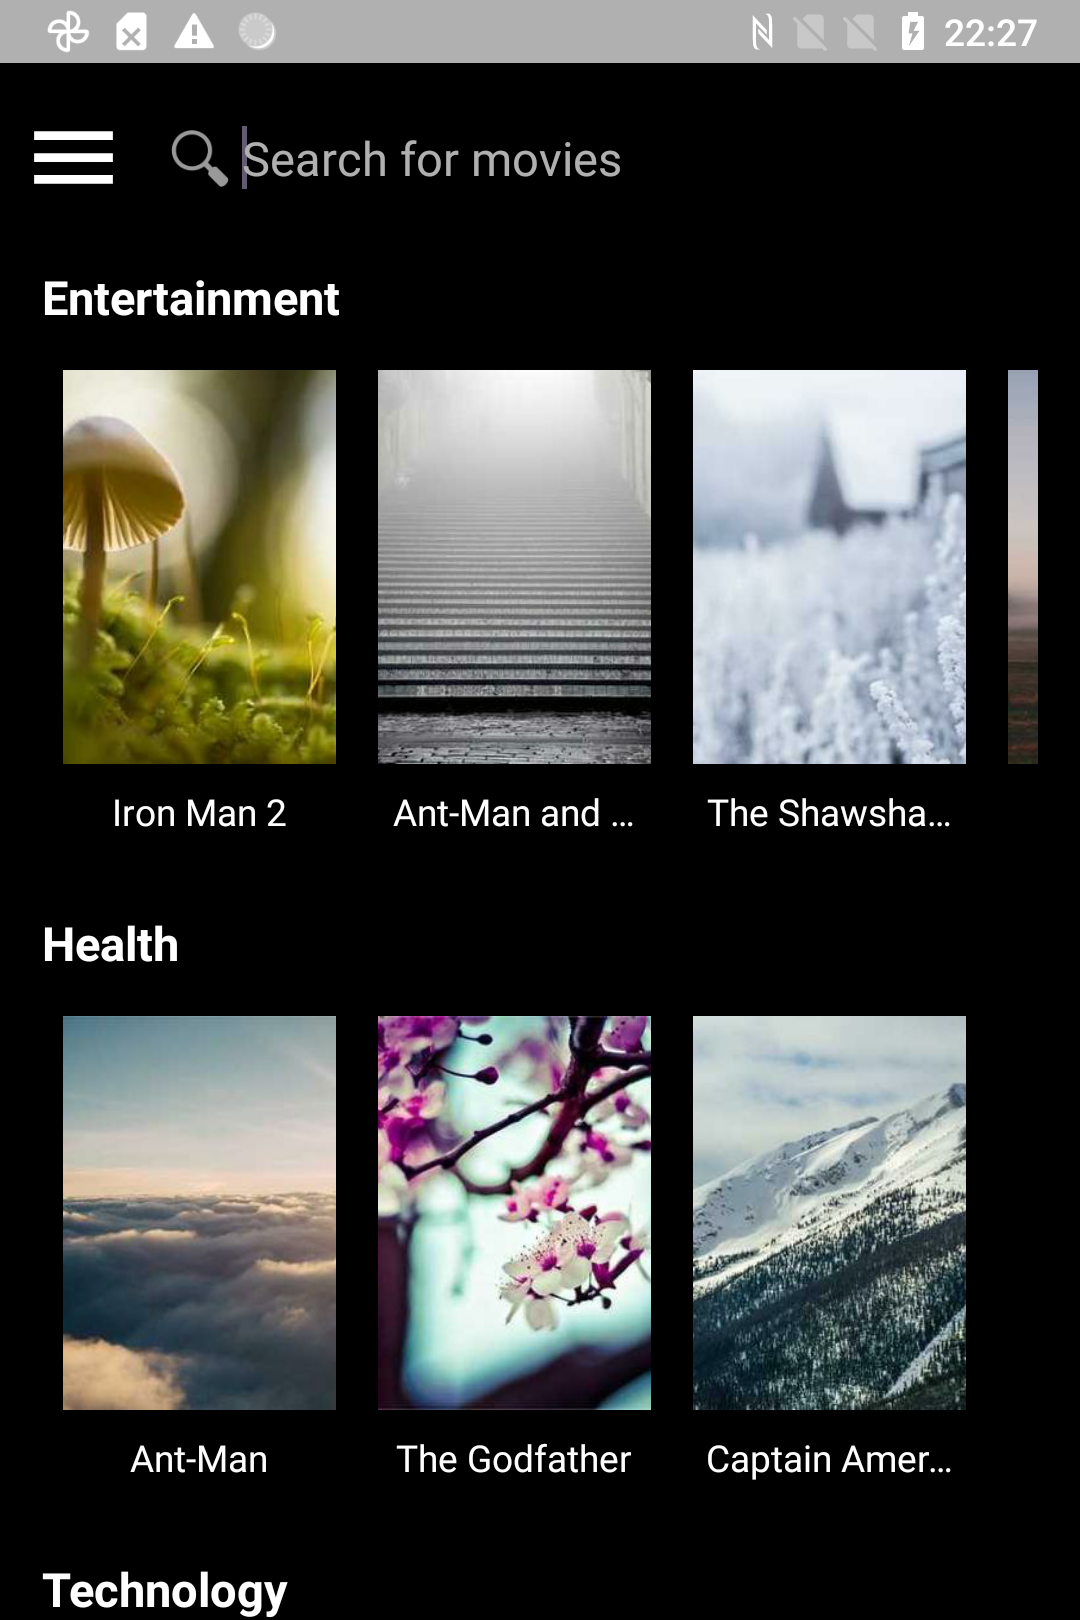 22:27
Search for movies
Entertainment
Iron Man 2
Ant-Man and ...
The Shawsha...
Health
Ant-Man
The Godfather
Captain Amer...
Technology